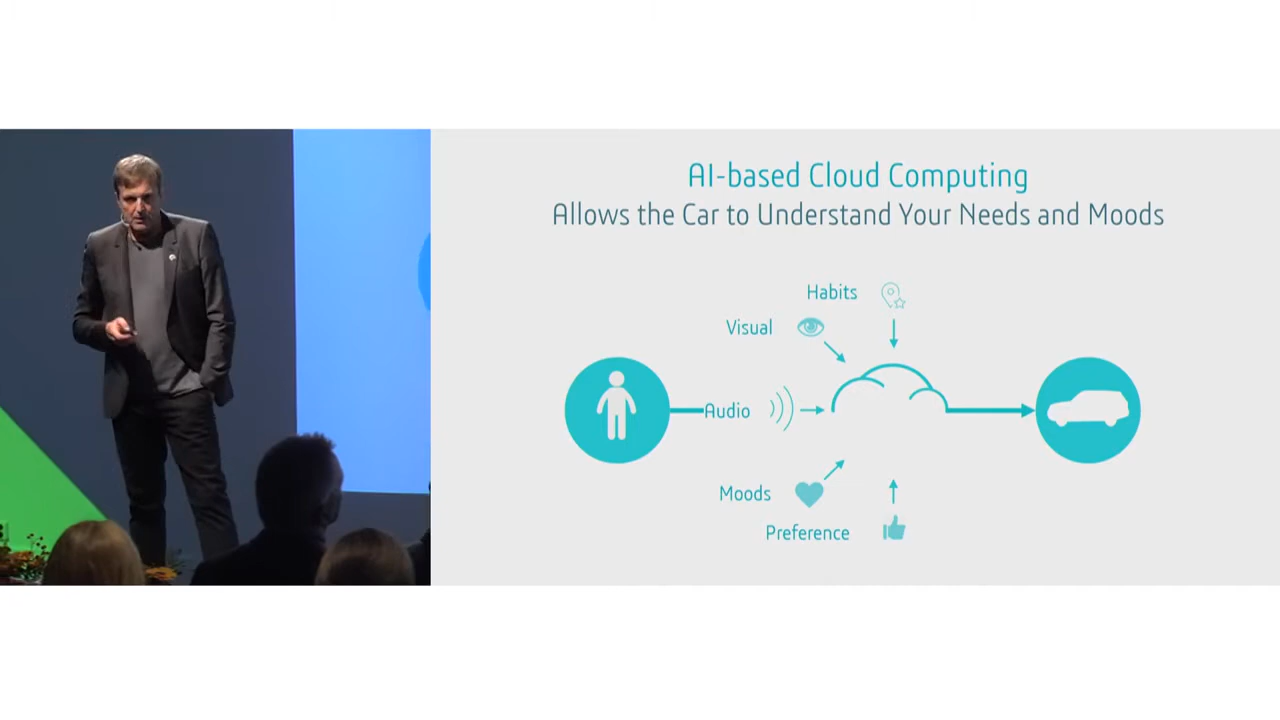 AI-based Cloud Computing
Allows the Car to Understand Your Needs and Moods
Habits
Visual
Audio
Moods
Preference